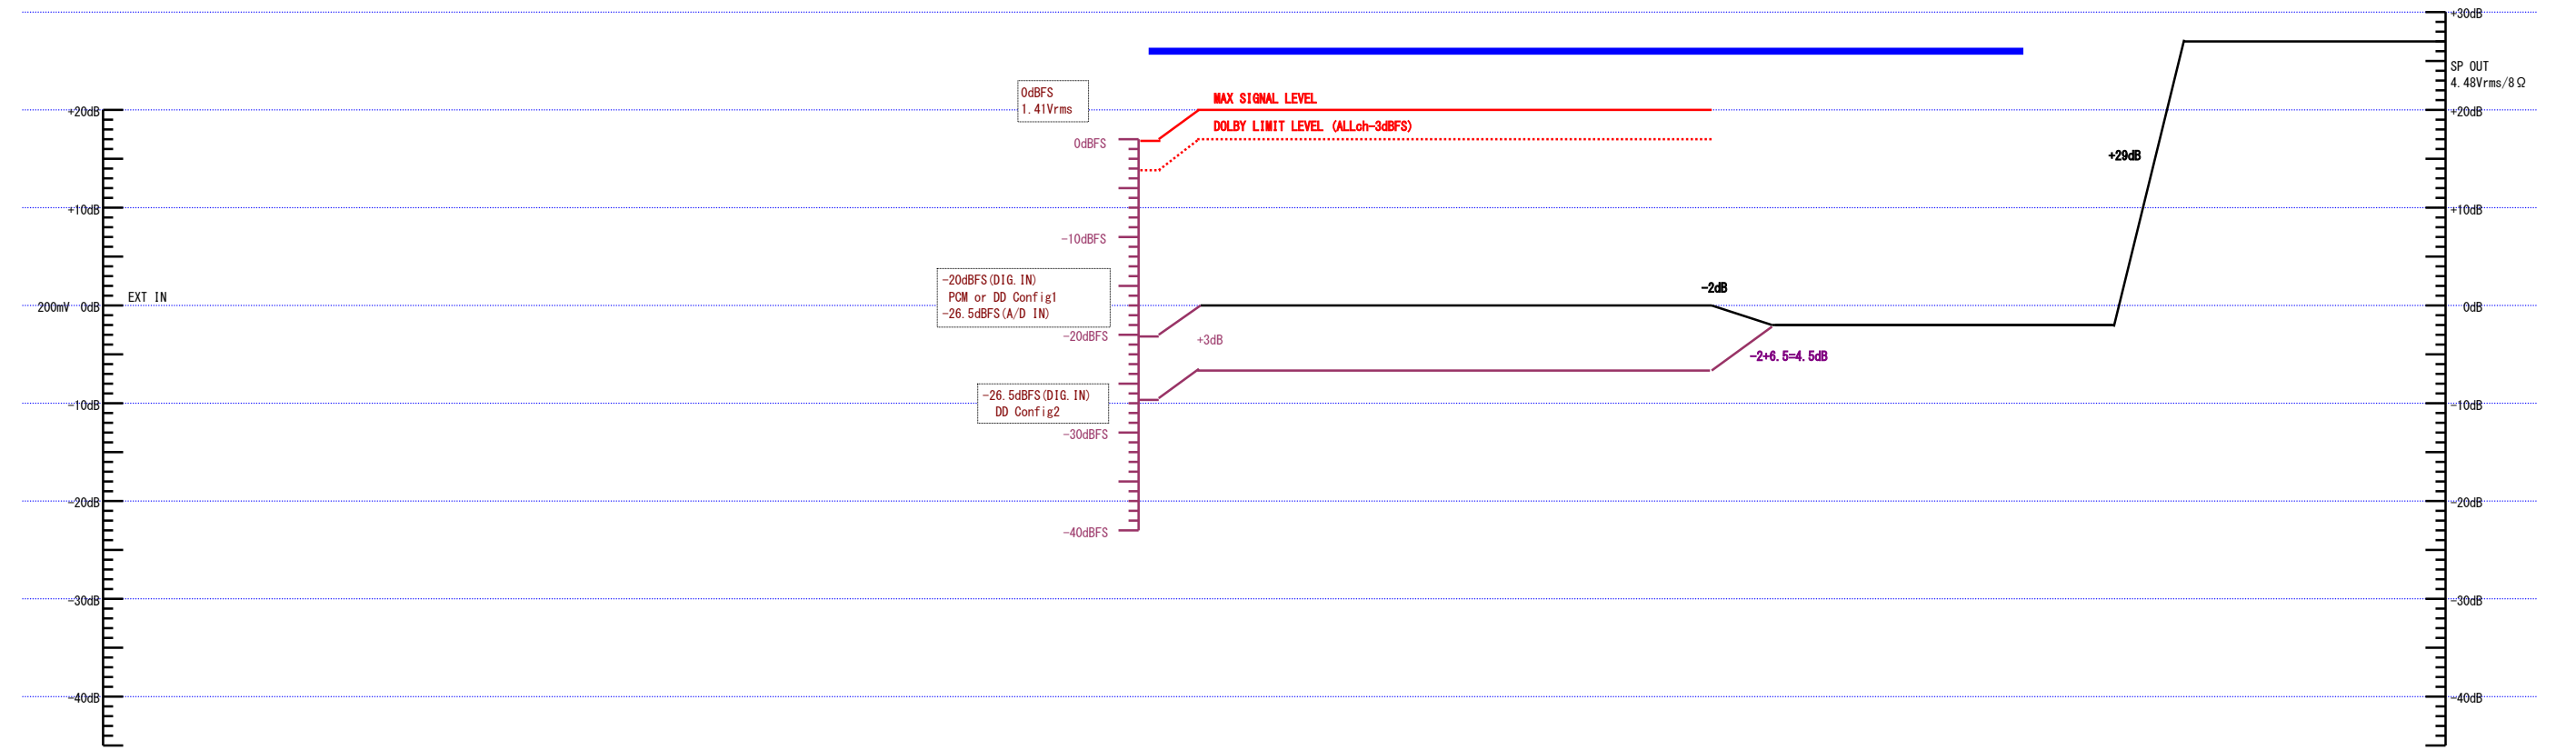 +30dB
SP OUT
4.48Vrms/8Ω
0dBFS
1.41Vrms
MAX SIGNAL LEVEL
+20dB
+20dB
DOLBY LIMIT LEVEL (ALLch-3dBFS)
0dBFS
+29dB
+10dB
+10dB
-10dBFS
-20dBFS(DIG.IN)
PCM or DD Config1
-26.5dBFS(A/D IN)
-2dB
EXT IN
200mV 0dB
0dB
-20dBFS
+3dB
-2+6.5=4.5dB
-26.5dBFS(DIG.IN)
DD Config2
-10dB
-10dB
-30dBFS
-20dB
-20dB
-40dBFS
-30dB
-30dB
-40dB
-40dB